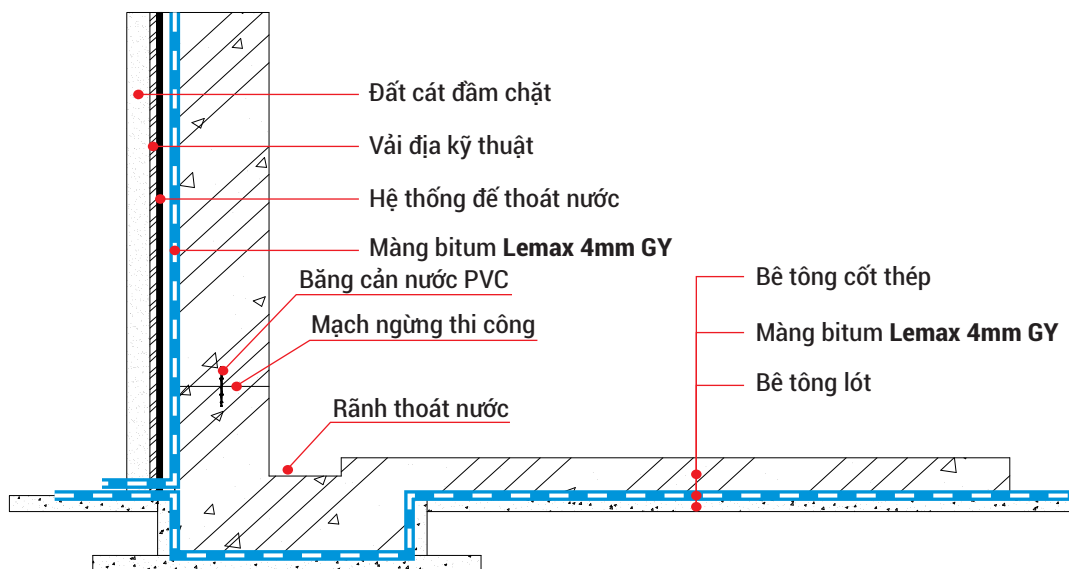 Đất cát đầm chặt
Vải địa kỹ thuật
Hệ thống đế thoát nước
Màng bitum Lemax 4mm GY
Băng cản nước PVC
Mạch ngừng thi công
Rãnh thoát nước
Bê tông cốt thép
Màng bitum Lemax 4mm GY
Bê tông lót